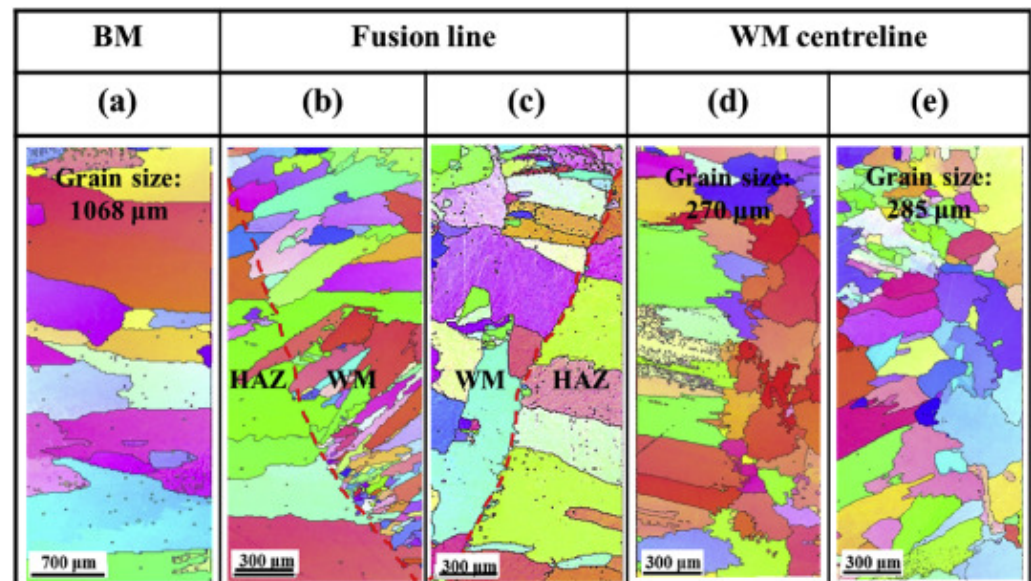 BM Fusion line WM centreline
(a) (b) (c) (d) (e)
Grain size:
1068 µm
Grain size:
270 µm
Grain size:
285 µm
HAZ WM WM HAZ
700 µm 300 µm 300 µm 300 µm 300 µm